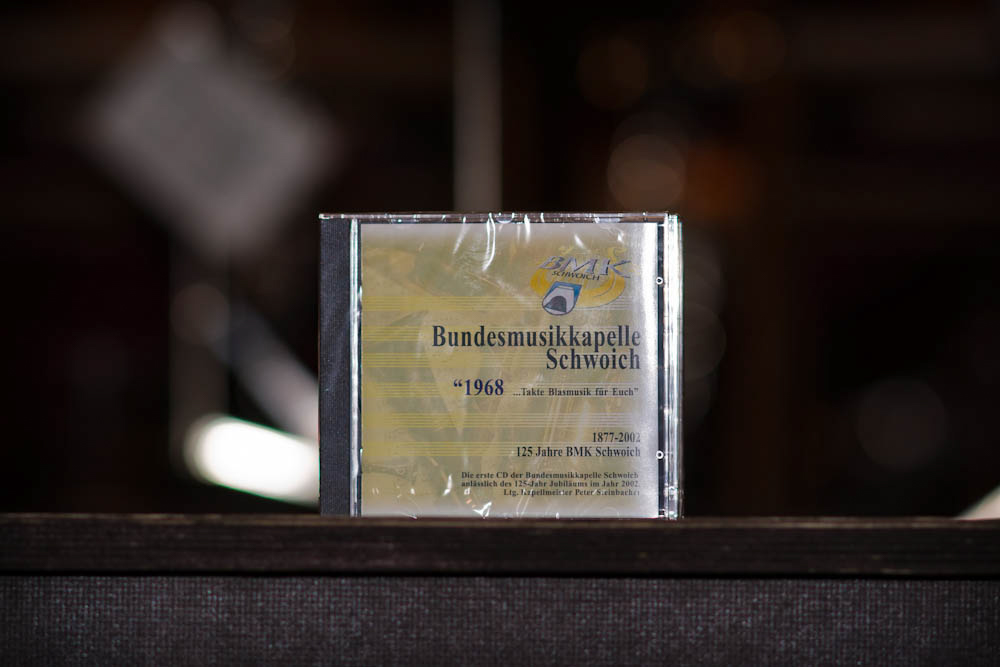 BMK
SCHWOICH
Bundesmusikkapelle
Schwoich
“1968 ...Takte Blasmusik für Euch”
1877-2002
125 Jahre BMK Schwoich
Die erste CD der Bundesmusikkapelle Schwoich
anlässlich des 125-Jahr Jubiläums im Jahr 2002.
Ltg. Kapellmeister Peter Steinbacher